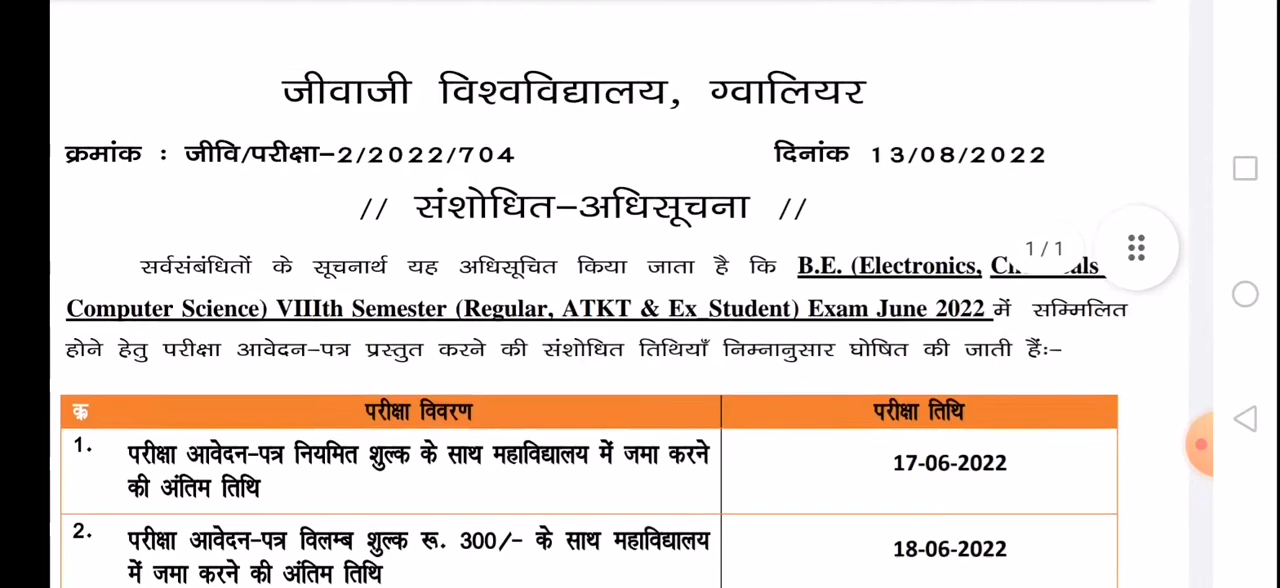 जीवाजी विश्वविद्यालय, ग्वालियर
क्रमांक : जीवि/परीक्षा–2/2022/704 दिनांक 13/08/2022
// संशोधित–अधिसूचना //
1 / 1
सर्वसंबंधितों के सूचनार्थ यह अधिसूचित किया जाता है कि B.E. (Electronics,
Computer Science) VIIIth Semester (Regular, ATKT & Ex_Student) Exam June 2022 में सम्मिलित
होने हेतु परीक्षा आवेदन–पत्र प्रस्तुत करने की संशोधित तिथियाँ निम्नानुसार घोषित की जाती हैंः–
क्र परीक्षा विवरण परीक्षा तिथि
1. परीक्षा आवेदन–पत्र नियमित शुल्क के साथ महाविद्यालय में जमा करने 17-06-2022
की अंतिम तिथि
2. परीक्षा आवेदन–पत्र विलम्ब शुल्क रू. 300/– के साथ महाविद्यालय 18-06-2022
में जमा करने की अंतिम तिथि